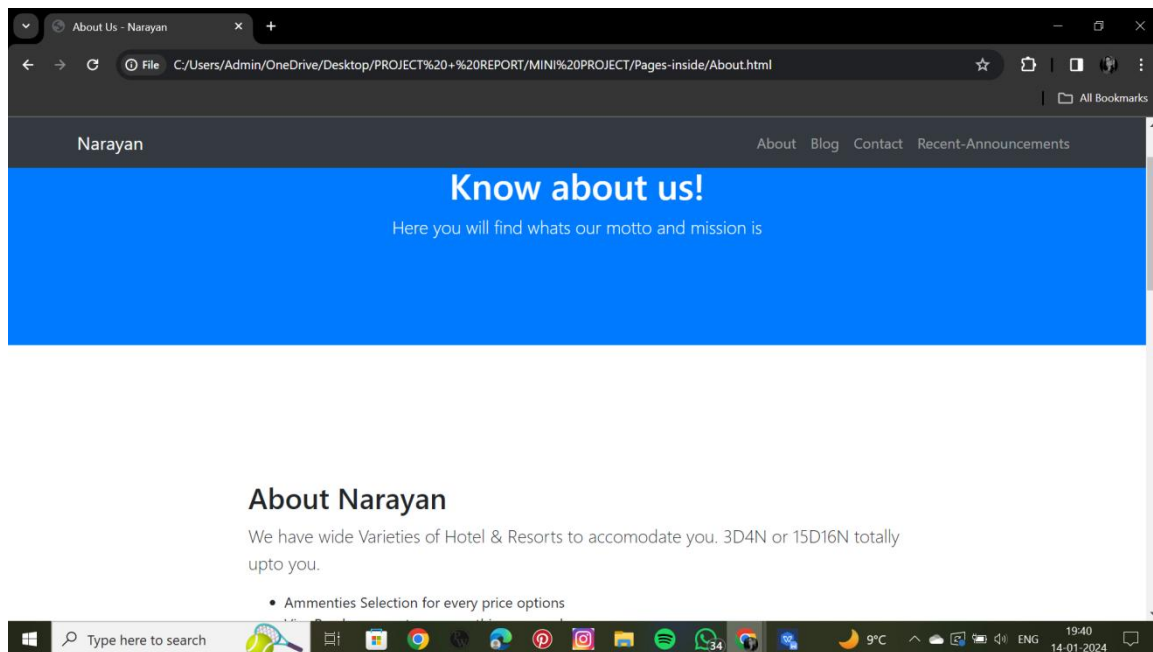 About Us - Narayan
File C:/Users/Admin/OneDrive/Desktop/PROJECT%20+%20REPORT/MINI%20PROJECT/Pages-inside/About.html
All Bookmarks
Narayan About Blog Contact Recent-Announcements
Know about us!
Here you will find whats our motto and mission is
About Narayan
We have wide Varieties of Hotel & Resorts to accomodate you. 3D4N or 15D16N totally
upto you.
• Ammenties Selection for every price options
Type here to search 34 9°C ENG 19:40
14-01-2024